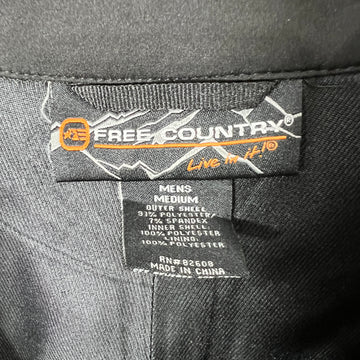 FREE COUNTRY®
Live in it!®
MENS
MEDIUM
OUTER SHELL
93% POLYESTER/
7% SPANDEX
INNER SHELL:
100% POLYESTER
LINING:
100% POLYESTER
RN#82608
MADE IN CHINA